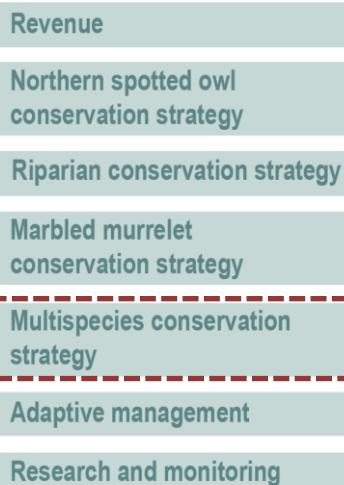 Revenue
Northern spotted owl
conservation strategy
Riparian conservation strategy
Marbled murrelet
conservation strategy
Multispecies conservation
strategy
Adaptive management
Research and monitoring